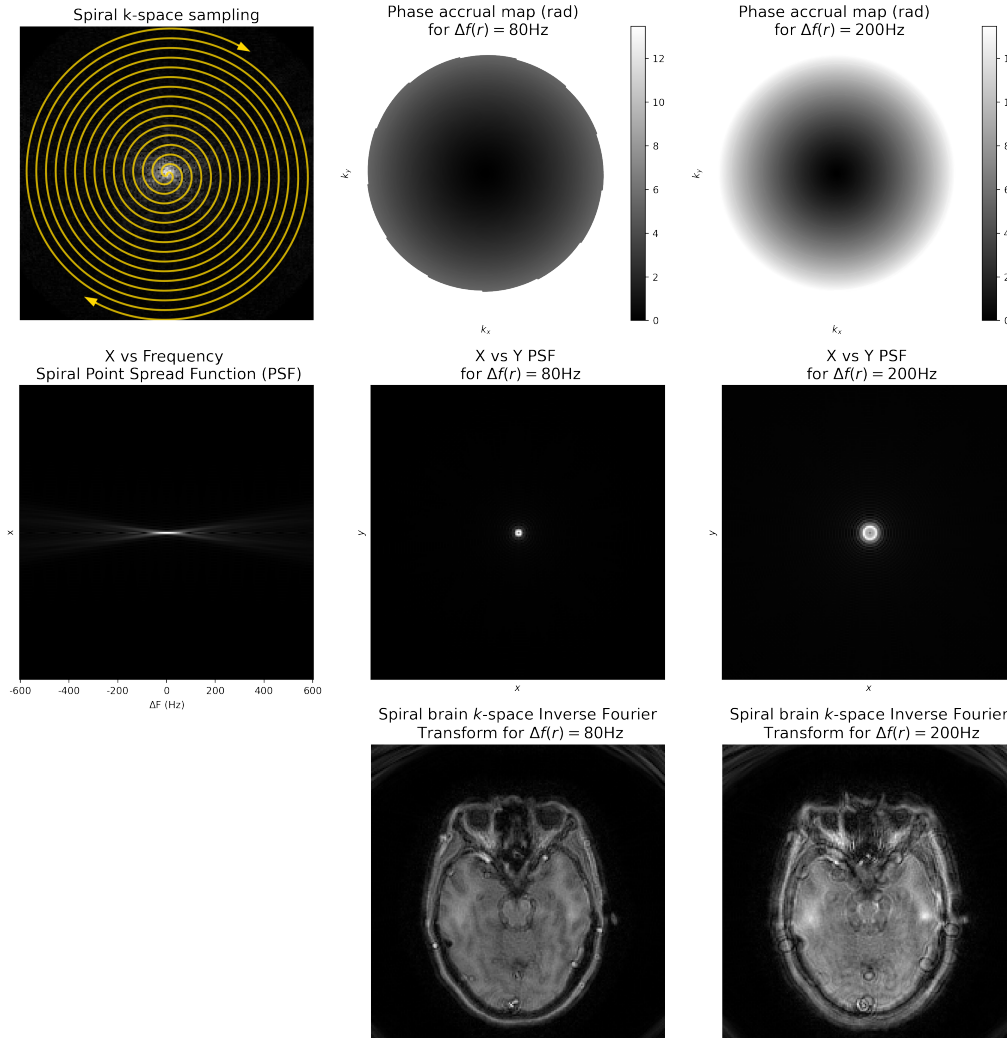 Spiral k-space sampling
Phase accrual map (rad)
for Δf(r) = 80Hz
Phase accrual map (rad)
for Δf(r) = 200Hz
12
10
8
6
4
2
0
k_y
k_x
k_y
k_x
4
2
0
X vs Frequency
Spiral Point Spread Function (PSF)
X vs Y PSF
for Δf(r) = 80Hz
X vs Y PSF
for Δf(r) = 200Hz
x
y
y
-600 -400 -200 0 200 400 600
ΔF (Hz)
x
x
Spiral brain k-space Inverse Fourier
Transform for Δf(r) = 80Hz
Spiral brain k-space Inverse Fourier
Transform for Δf(r) = 200Hz